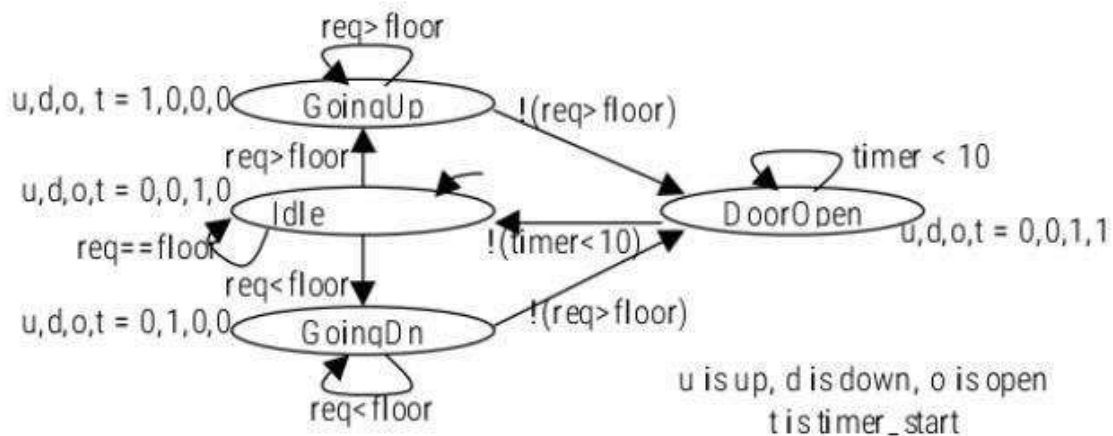 req>floor
u,d,o, t = 1,0,0,0
GoingUp
!(req>floor)
req>floor
timer < 10
u,d,o,t = 0,0,1,0
Idle
DoorOpen
req==floor
!(timer<10)
u,d,o,t = 0,0,1,1
req<floor
u,d,o,t = 0,1,0,0
GoingDn
!(req>floor)
req<floor
u is up, d is down, o is open
t is timer_start